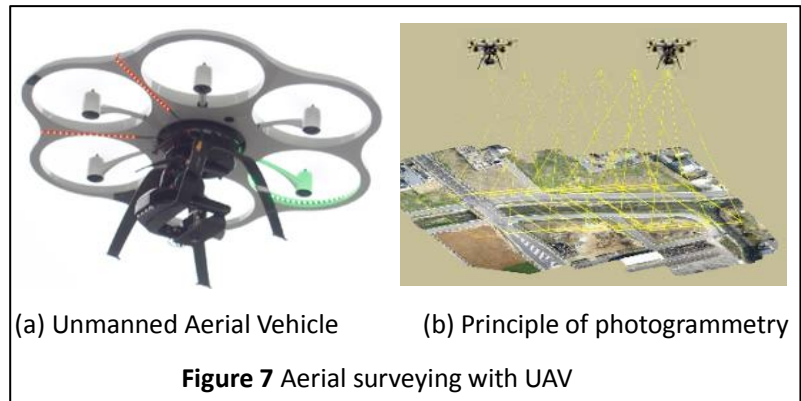 (a) Unmanned Aerial Vehicle
(b) Principle of photogrammetry
Figure 7 Aerial surveying with UAV